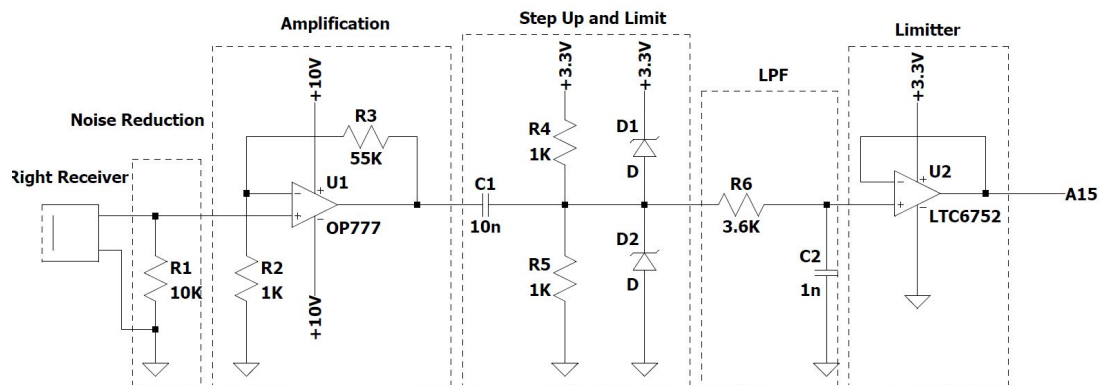 Amplification
Step Up and Limit
Limitter
LPF
Noise Reduction
Right Receiver
+10V
+3.3V
+3.3V
+3.3V
R3
55K
R4
1K
D1
D
U1
OP777
C1
10n
R6
3.6K
U2
LTC6752
A15
R1
10K
R2
1K
+10V
R5
1K
D2
D
C2
1n